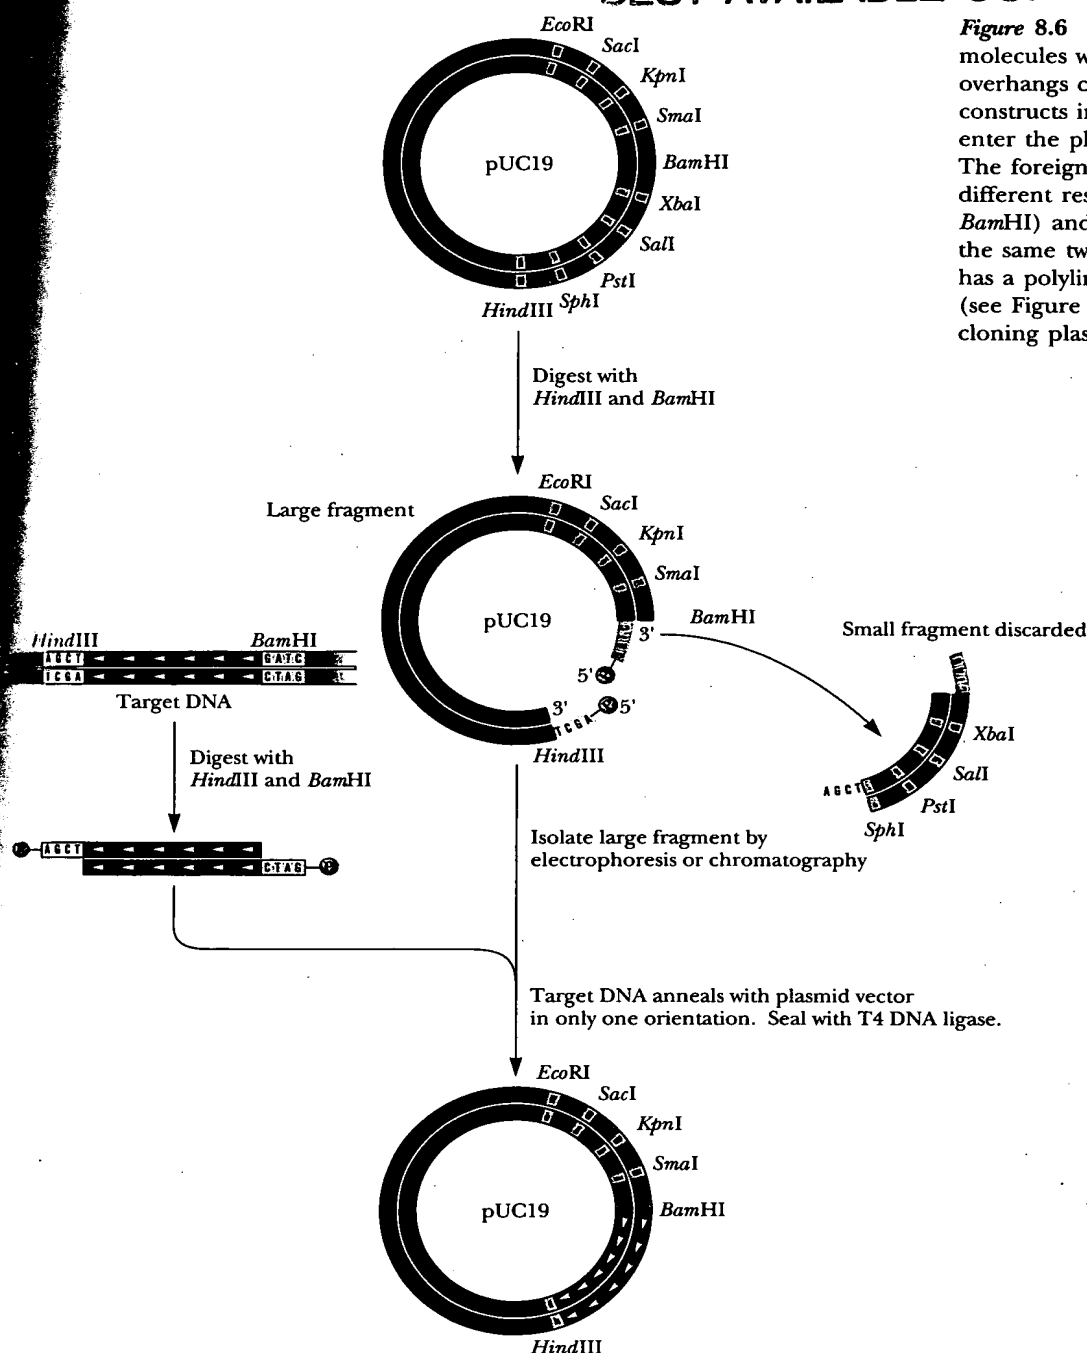 Figure 8.6
molecules w
overhangs c
constructs in
enter the pl
The foreign
different res
BamHI) and
the same tw
has a polylin
(see Figure
cloning plas
EcoRI
SacI
KpnI
SmaI
pUC19
BamHI
XbaI
SalI
PstI
SphI
HindIII
Digest with
HindIII and BamHI
Large fragment
EcoRI
SacI
KpnI
SmaI
pUC19
BamHI
3'
5'
3'
5'
TCGA
HindIII
Small fragment discarded
XbaI
SalI
PstI
SphI
AGCT
HindIII
BamHI
AGCT
GATC
TCGA
CTAG
Target DNA
Digest with
HindIII and BamHI
AGCT
CTAG
Isolate large fragment by
electrophoresis or chromatography
Target DNA anneals with plasmid vector
in only one orientation. Seal with T4 DNA ligase.
EcoRI
SacI
KpnI
SmaI
pUC19
BamHI
HindIII